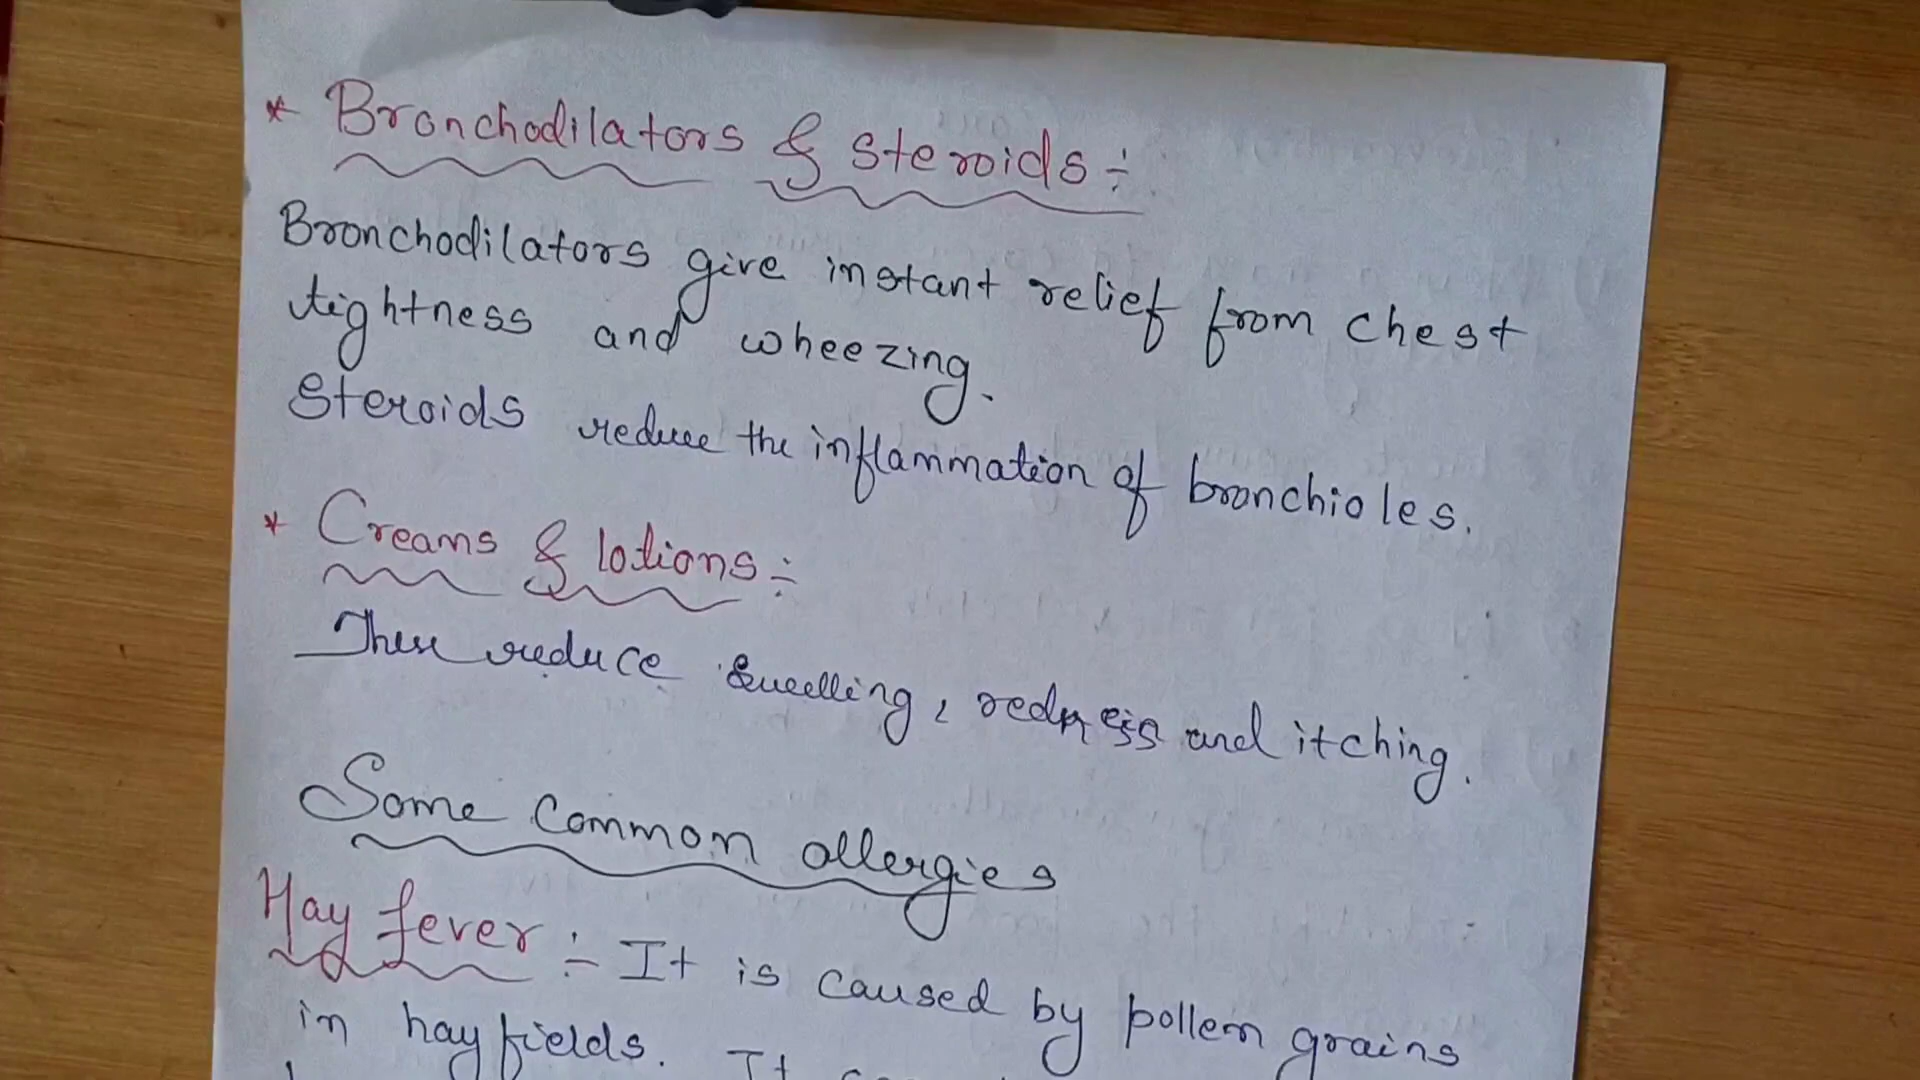 * Bronchodilators & steroids ÷
Bronchodilators give instant relief from chest
tightness and wheezing.
Steroids reduce the inflammation of bronchioles.
* Creams & lotions ÷
These reduce swelling, redness and itching.
Some common allergies
Hay fever ÷ It is caused by pollen grains
in hay fields. It